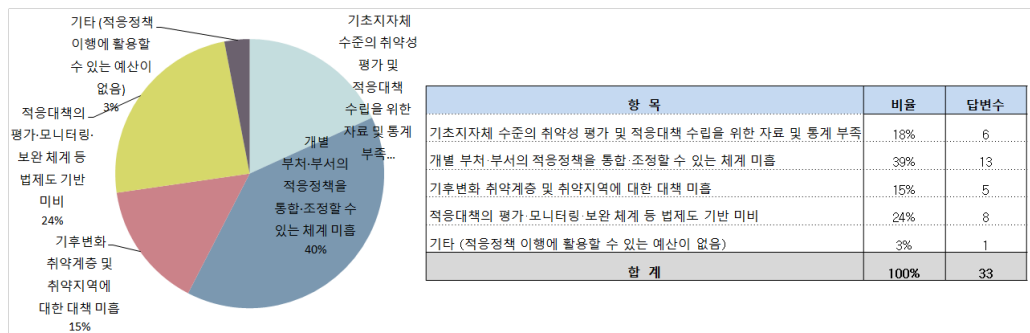 기타 (적응정책
이행에 활용할
수 있는 예산이
없음)
3%
적응대책의
평가·모니터링·
보완 체계 등
법제도 기반
미비
24%
기후변화
취약계층 및
취약지역에
대한 대책 미흡
15%
기초지자체
수준의 취약성
평가 및
적응대책
수립을 위한
자료 및 통계
부족...
개별
부처·부서의
적응정책을
통합·조정할 수
있는 체계 미흡
40%
항 목 비율 답변수
기초지자체 수준의 취약성 평가 및 적응대책 수립을 위한 자료 및 통계 부족 18% 6
개별 부처·부서의 적응정책을 통합·조정할 수 있는 체계 미흡 39% 13
기후변화 취약계층 및 취약지역에 대한 대책 미흡 15% 5
적응대책의 평가·모니터링·보완 체계 등 법제도 기반 미비 24% 8
기타 (적응정책 이행에 활용할 수 있는 예산이 없음) 3% 1
합 계 100% 33